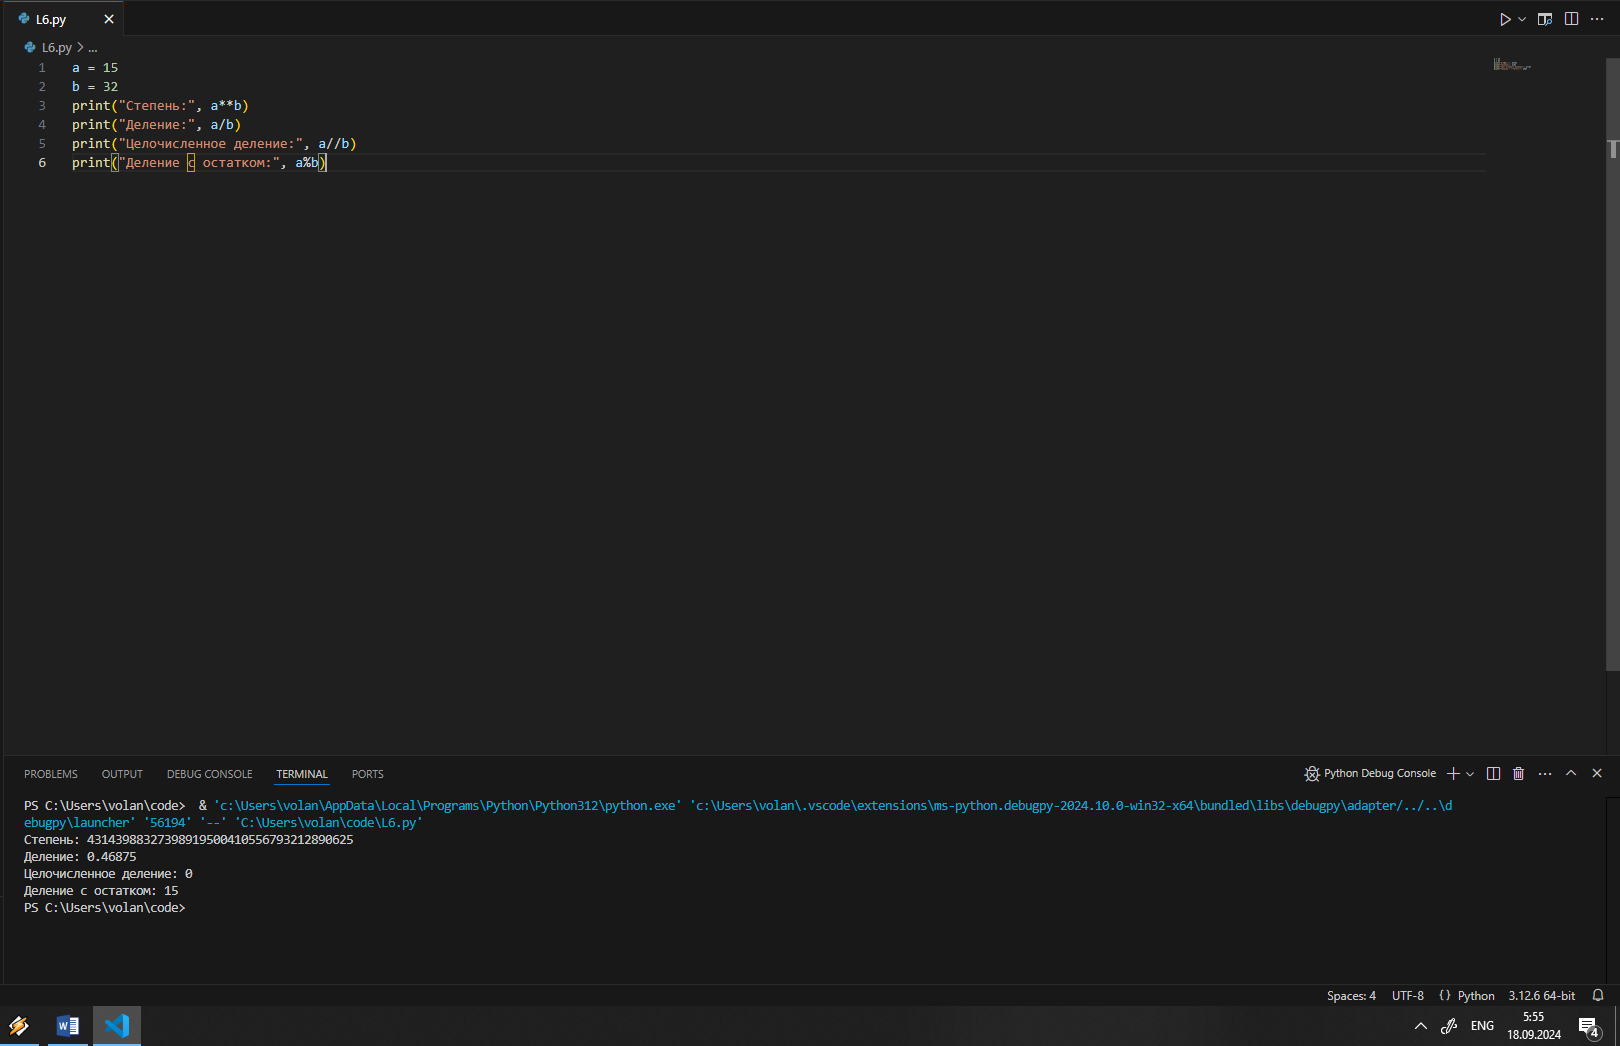 L6.py
L6.py > ...
1 a = 15
2 b = 32
3 print("Степень:", a**b)
4 print("Деление:", a/b)
5 print("Целочисленное деление:", a//b)
6 print("Деление с остатком:", a%b)
PROBLEMS OUTPUT DEBUG CONSOLE TERMINAL PORTS Python Debug Console
PS C:\Users\volan\code>  & 'c:\Users\volan\AppData\Local\Programs\Python\Python312\python.exe' 'c:\Users\volan\.vscode\extensions\ms-python.debugpy-2024.10.0-win32-x64\bundled\libs\debugpy\adapter/../..\d
ebugpy\launcher' '56194' '--' 'C:\Users\volan\code\L6.py'
Степень: 43143988327398919500410556793212890625
Деление: 0.46875
Целочисленное деление: 0
Деление с остатком: 15
PS C:\Users\volan\code>
Spaces: 4 UTF-8 {} Python 3.12.6 64-bit
ENG 5:55
18.09.2024 4